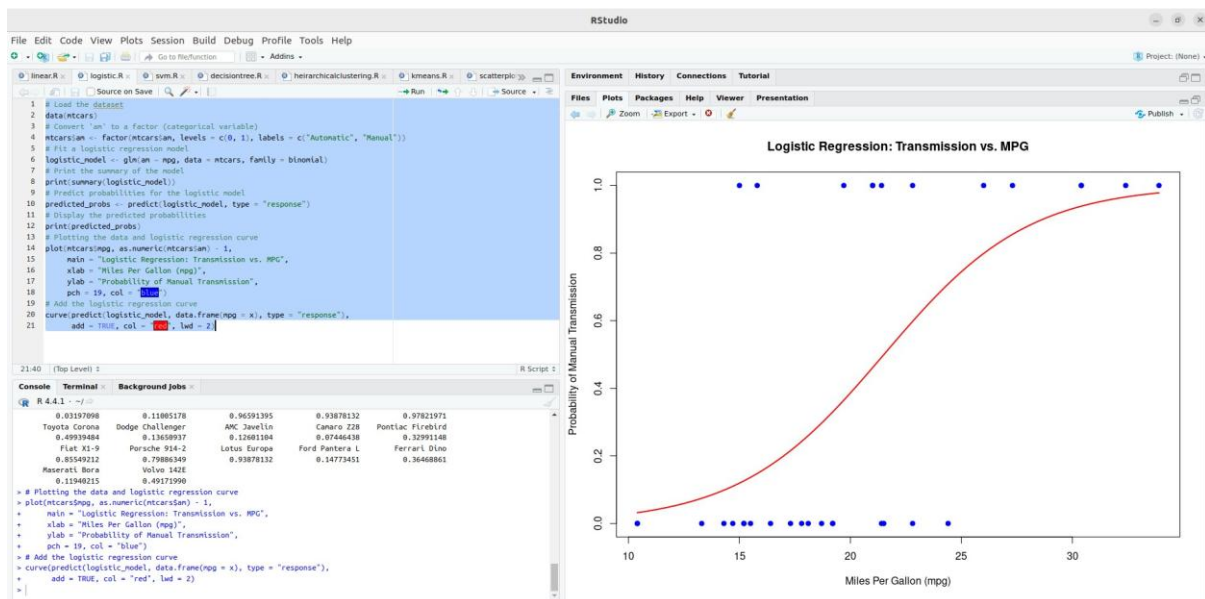 RStudio
File Edit Code View Plots Session Build Debug Profile Tools Help
Go to file/function Addins Project: (None)
linear.R logistic.R svm.R decisiontree.R heirarchicalclustering.R kmeans.R scatterplo
Source on Save Run Source
1 # Load the dataset
2 data(mtcars)
3 # Convert 'am' to a factor (categorical variable)
4 mtcars$am <- factor(mtcars$am, levels = c(0, 1), labels = c("Automatic", "Manual"))
5 # Fit a logistic regression model
6 logistic_model <- glm(am ~ mpg, data = mtcars, family = binomial)
7 # Print the summary of the model
8 print(summary(logistic_model))
9 # Predict probabilities for the logistic model
10 predicted_probs <- predict(logistic_model, type = "response")
11 # Display the predicted probabilities
12 print(predicted_probs)
13 # Plotting the data and logistic regression curve
14 plot(mtcars$mpg, as.numeric(mtcars$am) - 1,
15 main = "Logistic Regression: Transmission vs. MPG",
16 xlab = "Miles Per Gallon (mpg)",
17 ylab = "Probability of Manual Transmission",
18 pch = 19, col = "blue")
19 # Add the logistic regression curve
20 curve(predict(logistic_model, data.frame(mpg = x), type = "response"),
21 add = TRUE, col = "red", lwd = 2)
21:40 (Top Level) R Script
Console Terminal Background Jobs
R 4.4.1 · ~/
0.03197098 0.11005178 0.96591395 0.93878132 0.97821971
Toyota Corona Dodge Challenger AMC Javelin Camaro Z28 Pontiac Firebird
0.49939484 0.13650937 0.12601104 0.07446438 0.32991148
Fiat X1-9 Porsche 914-2 Lotus Europa Ford Pantera L Ferrari Dino
0.85549212 0.79886349 0.93878132 0.14773451 0.36468861
Maserati Bora Volvo 142E
0.11940215 0.49171990
> # Plotting the data and logistic regression curve
> plot(mtcars$mpg, as.numeric(mtcars$am) - 1,
+ main = "Logistic Regression: Transmission vs. MPG",
+ xlab = "Miles Per Gallon (mpg)",
+ ylab = "Probability of Manual Transmission",
+ pch = 19, col = "blue")
> # Add the logistic regression curve
> curve(predict(logistic_model, data.frame(mpg = x), type = "response"),
+ add = TRUE, col = "red", lwd = 2)
>
Environment History Connections Tutorial
Files Plots Packages Help Viewer Presentation
Zoom Export Publish
Logistic Regression: Transmission vs. MPG
Probability of Manual Transmission
1.0
0.8
0.6
0.4
0.2
0.0
10 15 20 25 30
Miles Per Gallon (mpg)